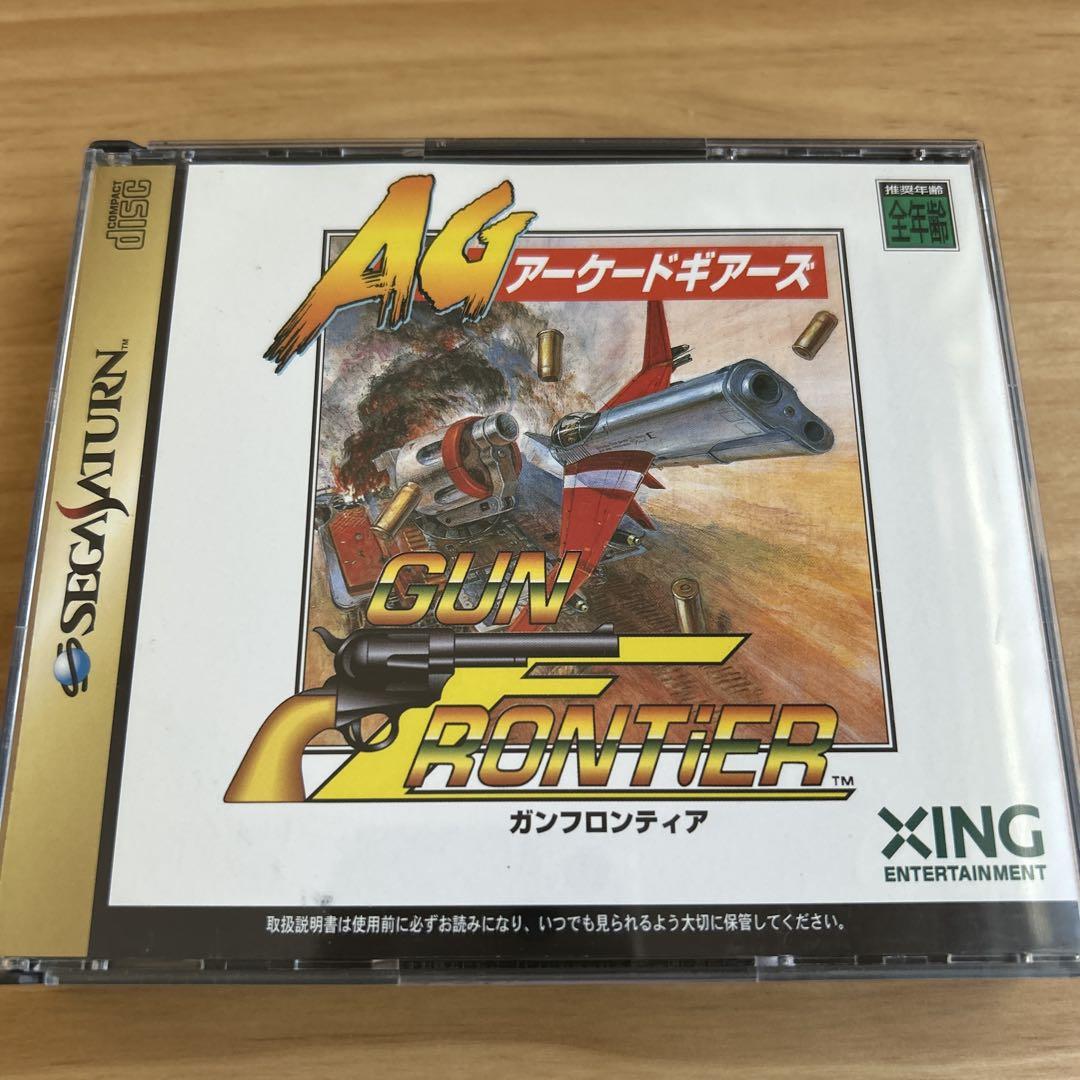 COMPACT
disc
SEGASATURN™
推奨年齢
全年齢
AG
アーケードギアーズ
GUN
FRONTiER™
ガンフロンティア
XING
ENTERTAINMENT
取扱説明書は使用前に必ずお読みになり、いつでも見られるよう大切に保管してください。